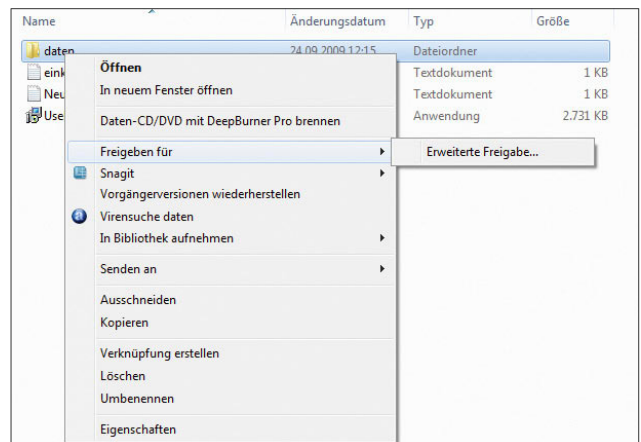 Name Änderungsdatum Typ Größe
daten 24.09.2009 12:15 Dateiordner
eink Textdokument 1 KB
Neu Textdokument 1 KB
Use Anwendung 2.731 KB
Öffnen
In neuem Fenster öffnen
Daten-CD/DVD mit DeepBurner Pro brennen
Freigeben für
Erweiterte Freigabe...
Snagit
Vorgängerversionen wiederherstellen
Virensuche daten
In Bibliothek aufnehmen
Senden an
Ausschneiden
Kopieren
Verknüpfung erstellen
Löschen
Umbenennen
Eigenschaften